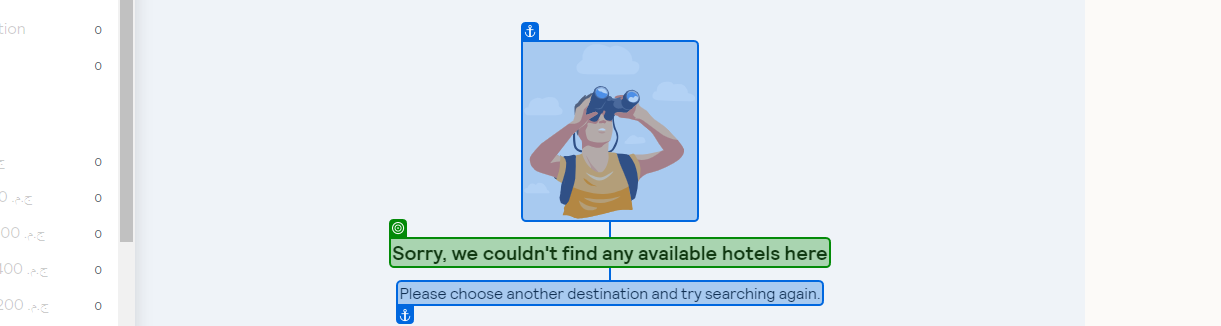 tion 0
0
0
0 ج.م. 0
00 ج.م. 0
400 ج.م. 0
200 ج.م. 0
Sorry, we couldn't find any available hotels here
Please choose another destination and try searching again.